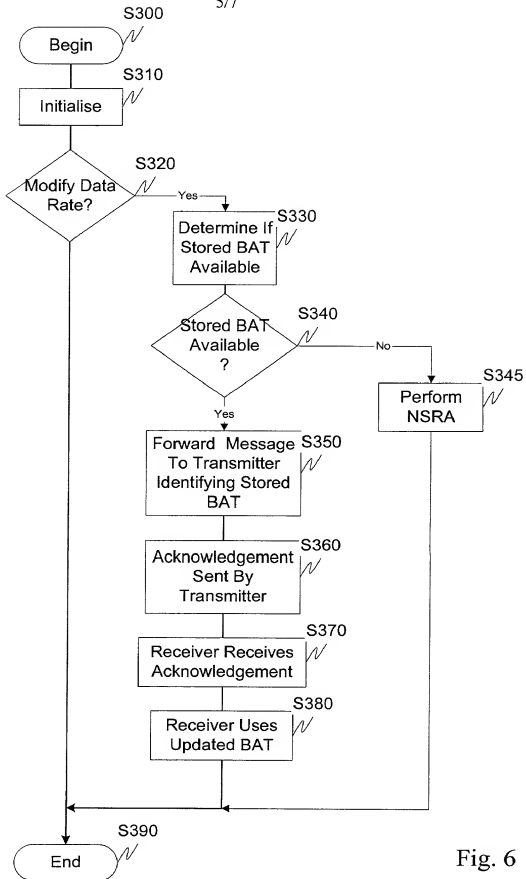 5/7
S300
Begin
S310
Initialise
S320
Modify Data
Rate?
Yes
S330
Determine If
Stored BAT
Available
S340
Stored BAT
Available
?
No
S345
Perform
NSRA
Yes
S350
Forward Message
To Transmitter
Identifying Stored
BAT
S360
Acknowledgement
Sent By
Transmitter
S370
Receiver Receives
Acknowledgement
S380
Receiver Uses
Updated BAT
S390
End
Fig. 6